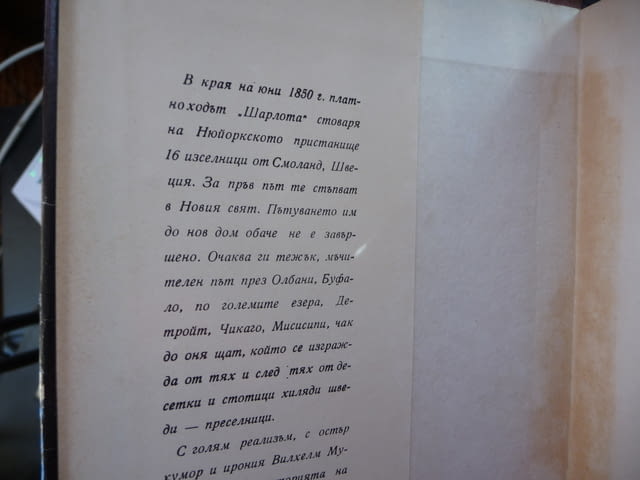 В края на юни 1850 г. плат-
ноходът „Шарлота" стоваря
на Нюйоркското пристанище
16 изселници от Смоланд, Шве-
ция. За пръв път те стъпват
в Новия свят. Пътуването им
до нов дом обаче не е завър-
шено. Очаква ги тежък, мъчи-
телен път през Олбани, Буфа-
ло, по големите езера, Де-
тройт, Чикаго, Мисисипи, чак
до оня щат, който се изграж-
да от тях и след тях от де-
сетки и стотици хиляди шве-
ди — преселници.
С голям реализъм, с остър
хумор и ирония Вилхелм Му-
на